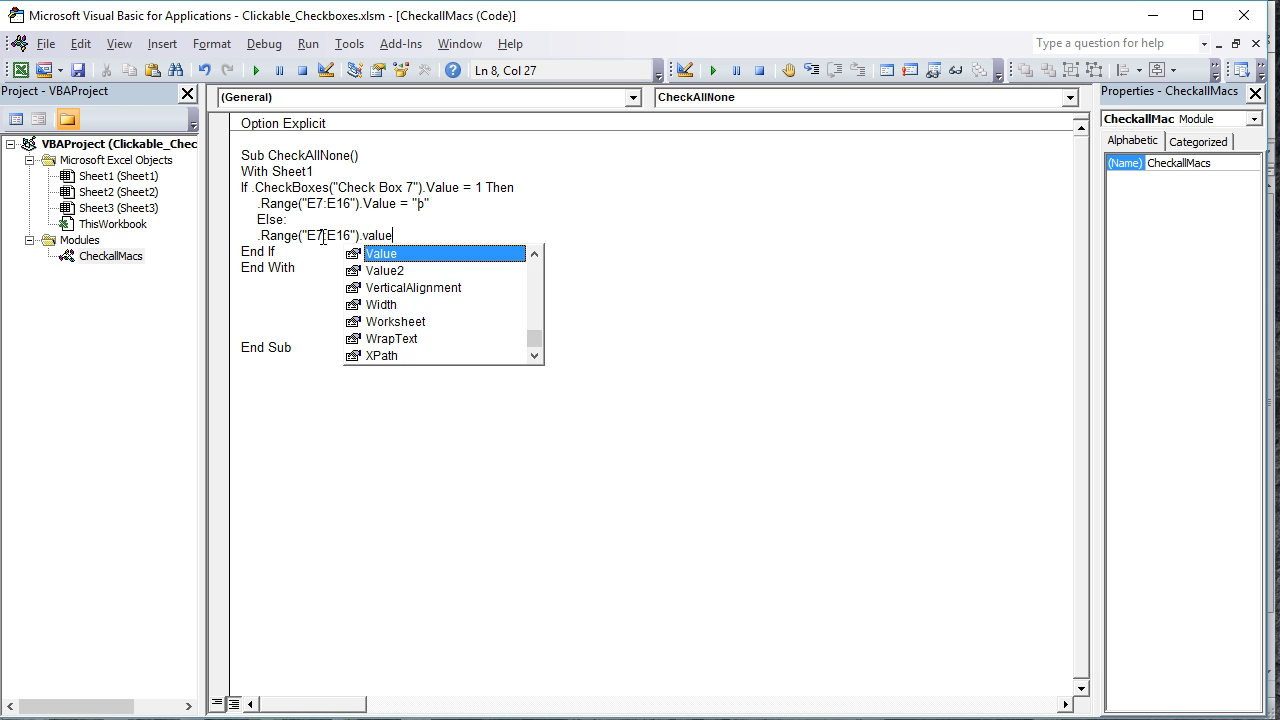 Microsoft Visual Basic for Applications - Clickable_Checkboxes.xlsm - [CheckallMacs (Code)]
File Edit View Insert Format Debug Run Tools Add-Ins Window Help
Type a question for help
Ln 8, Col 27
Project - VBAProject
(General)
CheckAllNone
Properties - CheckallMacs
VBAProject (Clickable_Chec
Microsoft Excel Objects
Sheet1 (Sheet1)
Sheet2 (Sheet2)
Sheet3 (Sheet3)
ThisWorkbook
Modules
CheckallMacs
Option Explicit
Sub CheckAllNone()
With Sheet1
If .CheckBoxes("Check Box 7").Value = 1 Then
.Range("E7:E16").Value = "þ"
Else:
.Range("E7:E16").value
End If
End With
End Sub
Value
Value2
VerticalAlignment
Width
Worksheet
WrapText
XPath
CheckallMac Module
Alphabetic Categorized
(Name) CheckallMacs